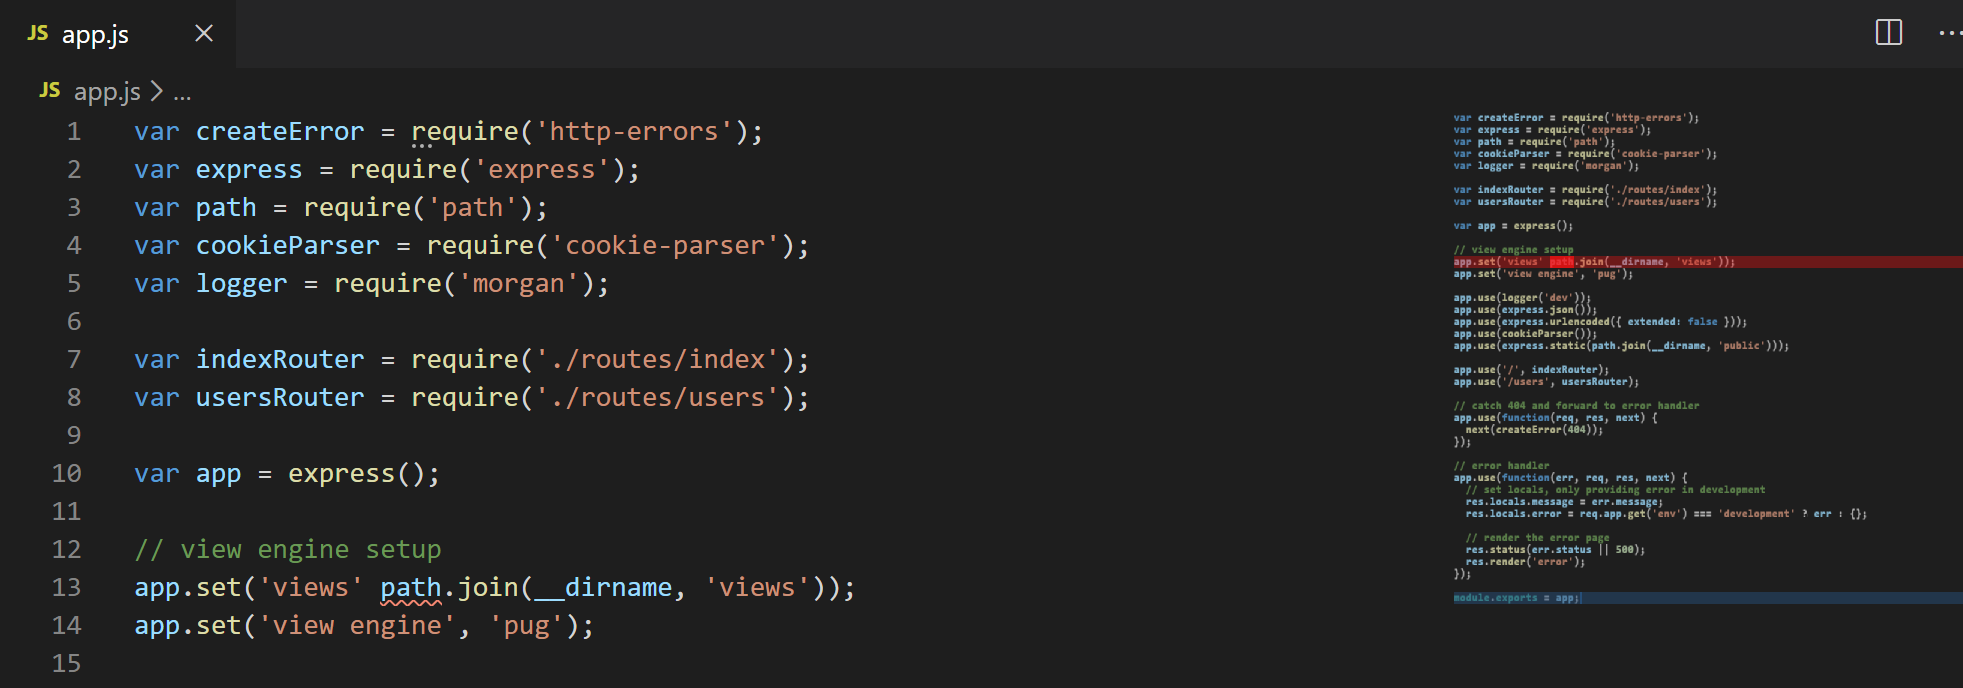 JS app.js
JS app.js > ...
1 var createError = require('http-errors');
2 var express = require('express');
3 var path = require('path');
4 var cookieParser = require('cookie-parser');
5 var logger = require('morgan');
6
7 var indexRouter = require('./routes/index');
8 var usersRouter = require('./routes/users');
9
10 var app = express();
11
12 // view engine setup
13 app.set('views' path.join(__dirname, 'views'));
14 app.set('view engine', 'pug');
15
var createError = require('http-errors');
var express = require('express');
var path = require('path');
var cookieParser = require('cookie-parser');
var logger = require('morgan');
var indexRouter = require('./routes/index');
var usersRouter = require('./routes/users');
var app = express();
// view engine setup
app.set('views' path.join(__dirname, 'views'));
app.set('view engine', 'pug');
app.use(logger('dev'));
app.use(express.json());
app.use(express.urlencoded({ extended: false }));
app.use(cookieParser());
app.use(express.static(path.join(__dirname, 'public')));
app.use('/', indexRouter);
app.use('/users', usersRouter);
// catch 404 and forward to error handler
app.use(function(req, res, next) {
next(createError(404));
});
// error handler
app.use(function(err, req, res, next) {
// set locals, only providing error in development
res.locals.message = err.message;
res.locals.error = req.app.get('env') === 'development' ? err : {};
// render the error page
res.status(err.status || 500);
res.render('error');
});
module.exports = app;